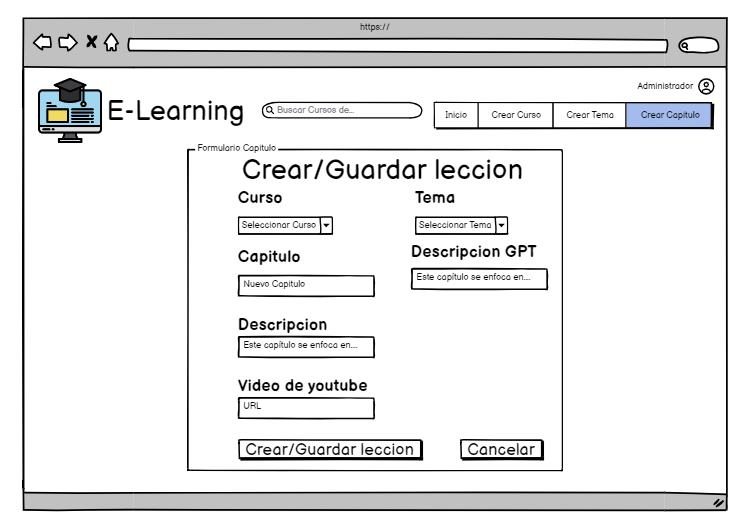 https://
Administrador
E-Learning
Buscar Cursos de...
Inicio
Crear Curso
Crear Tema
Crear Capitulo
Formulario Capitulo
Crear/Guardar leccion
Curso
Tema
Seleccionar Curso
Seleccionar Tema
Capitulo
Descripcion GPT
Nuevo Capitulo
Este capítulo se enfoca en...
Descripcion
Este capítulo se enfoca en...
Video de youtube
URL
Crear/Guardar leccion
Cancelar